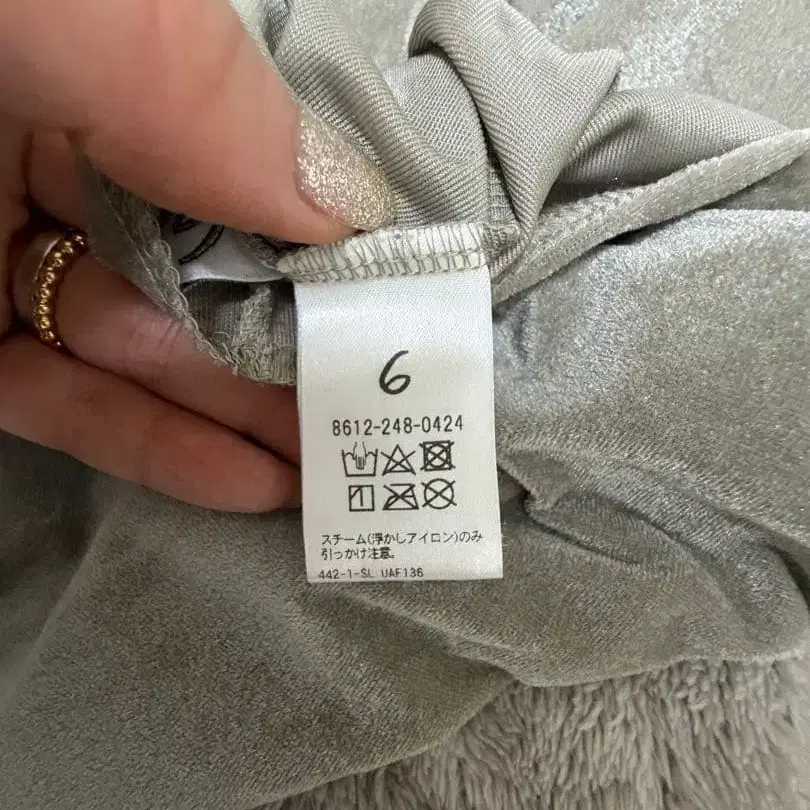 6
8612-248-0424
スチーム(浮かしアイロン)のみ
引っかけ注意。
442-1-SL UAF136